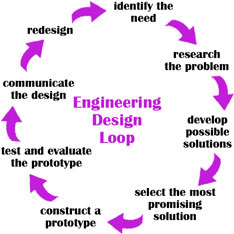 identify the
need
research
the problem
develop
possible
solutions
select the most
promising
solution
construct a
prototype
test and evaluate
the prototype
communicate
the design
redesign
Engineering
Design
Loop